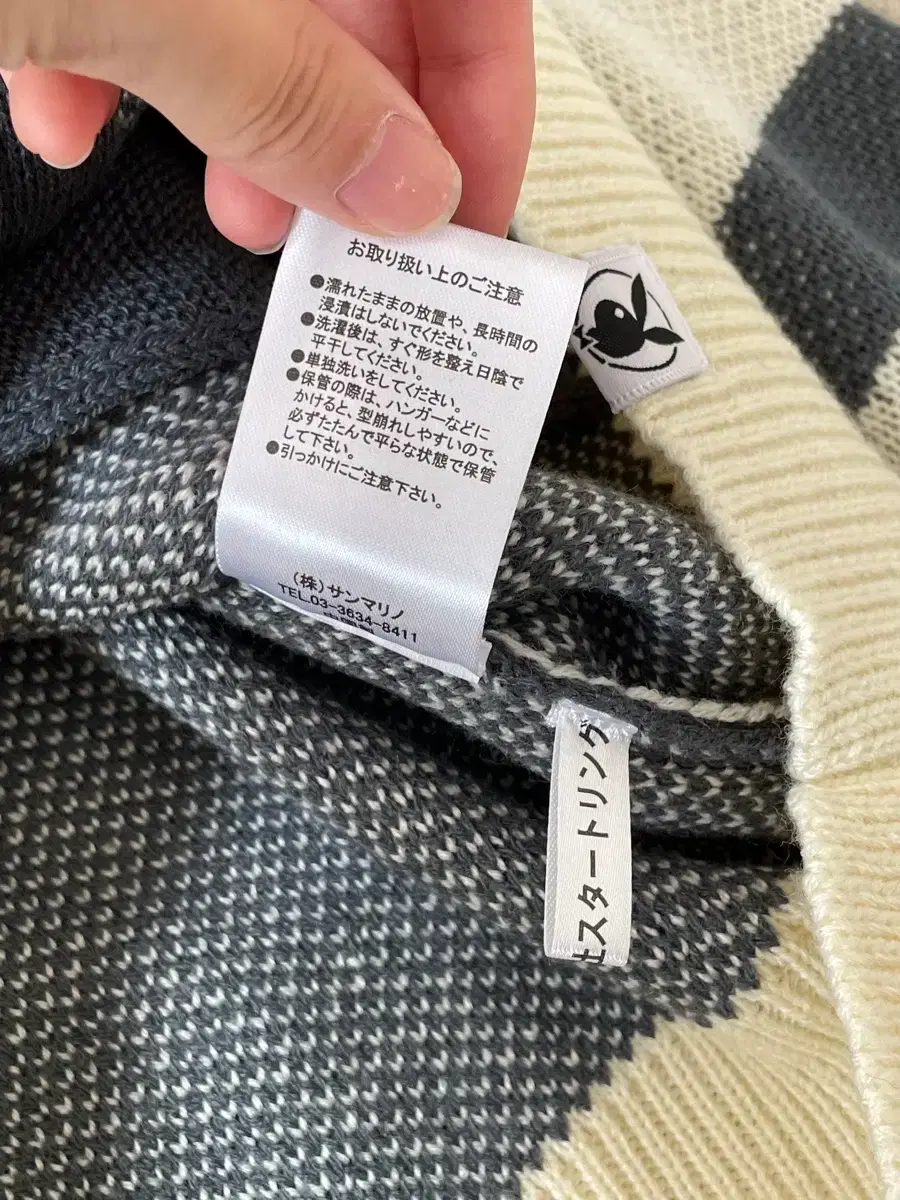 お取り扱い上のご注意
●濡れたままの放置や、長時間の
浸漬はしないでください。
●洗濯後は、すぐ形を整え日陰で
平干してください。
●単独洗いをしてください。
●保管の際は、ハンガーなどに
かけると、型崩れしやすいので、
必ずたたんで平らな状態で保管
して下さい。
●引っかけにご注意下さい。
(株)サンマリノ
TEL.03-3634-8411
スタートリング